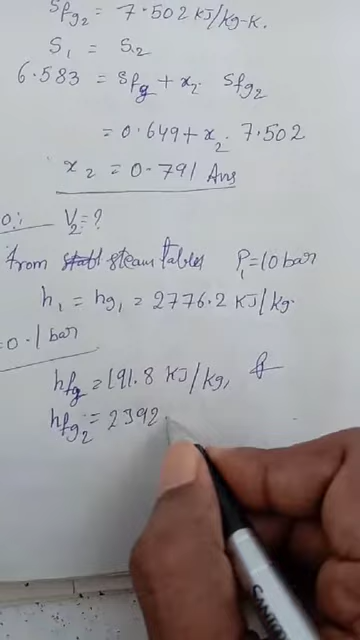 Sfg₂ = 7.502 KJ/kg-K.
S₁ = S₂
6.583 = Sfg + x₂. Sfg₂
= 0.649 + x₂. 7.502
x₂ = 0.791 Ans
0: V₂ = ?
From steam tables P₁ = 10 bar
h₁ = hg₁ = 2776.2 KJ/kg.
=0.1 bar
hfg = 191.8 KJ/kg,
hfg₂ = 2392